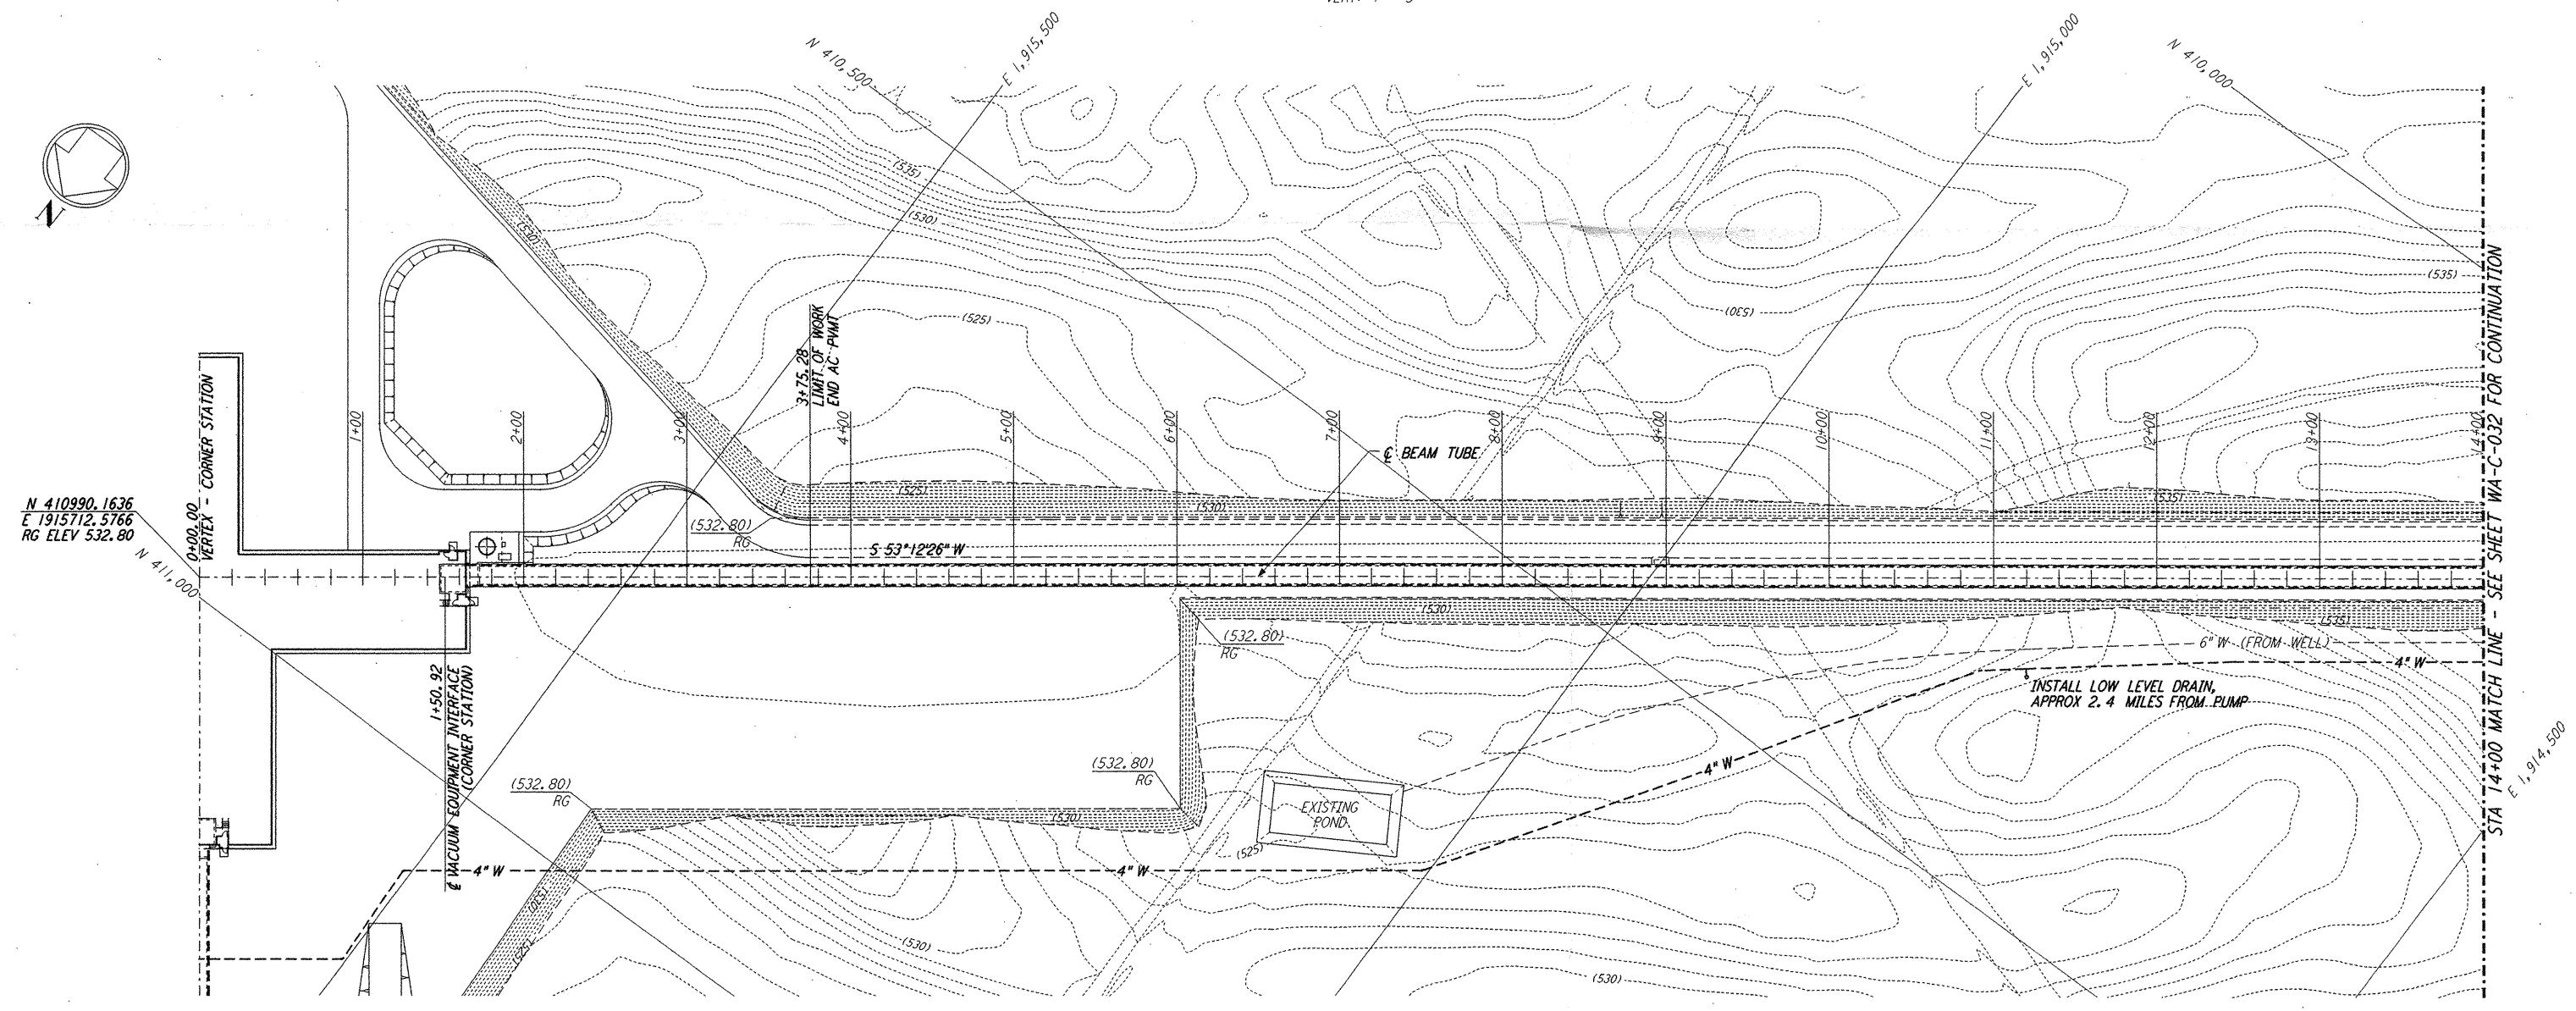 N 410,500
E 1,915,500
E 1,915,000
N 410,000
N
(535)
(530)
(530)
(535)
(525)
(530)
3+75.28
LIMIT OF WORK
END AC PVMT
0+00.00
VERTEX - CORNER STATION
1+00
2+00
3+00
4+00
5+00
6+00
7+00
8+00
9+00
10+00
11+00
12+00
13+00
14+00
℄ BEAM TUBE
N 410990.1636
E 1915712.5766
RG ELEV 532.80
N 411,000
(525)
(530)
(535)
(532.80)
RG
S 53°12'26" W
(530)
(535)
(532.80)
RG
6" W (FROM WELL)
4" W
INSTALL LOW LEVEL DRAIN,
APPROX 2.4 MILES FROM PUMP
1+50.92
℄ VACUUM EQUIPMENT INTERFACE
(CORNER STATION)
(532.80)
RG
(532.80)
RG
4" W
EXISTING
POND
(530)
(525)
4" W
4" W
(530)
(525)
(530)
(530)
STA 14+00 MATCH LINE - SEE SHEET WA-C-032 FOR CONTINUATION
E 1,914,500